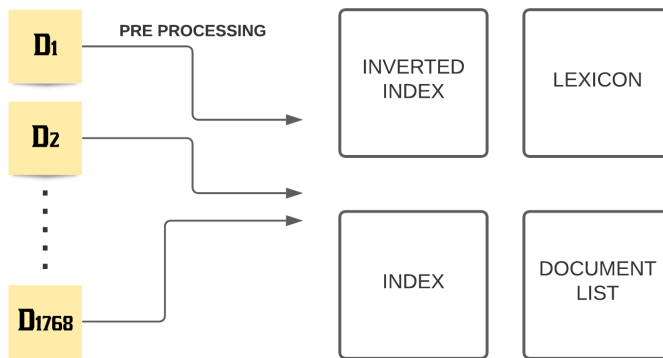 D1
PRE PROCESSING
D2
D1768
INVERTED
INDEX
LEXICON
INDEX
DOCUMENT
LIST